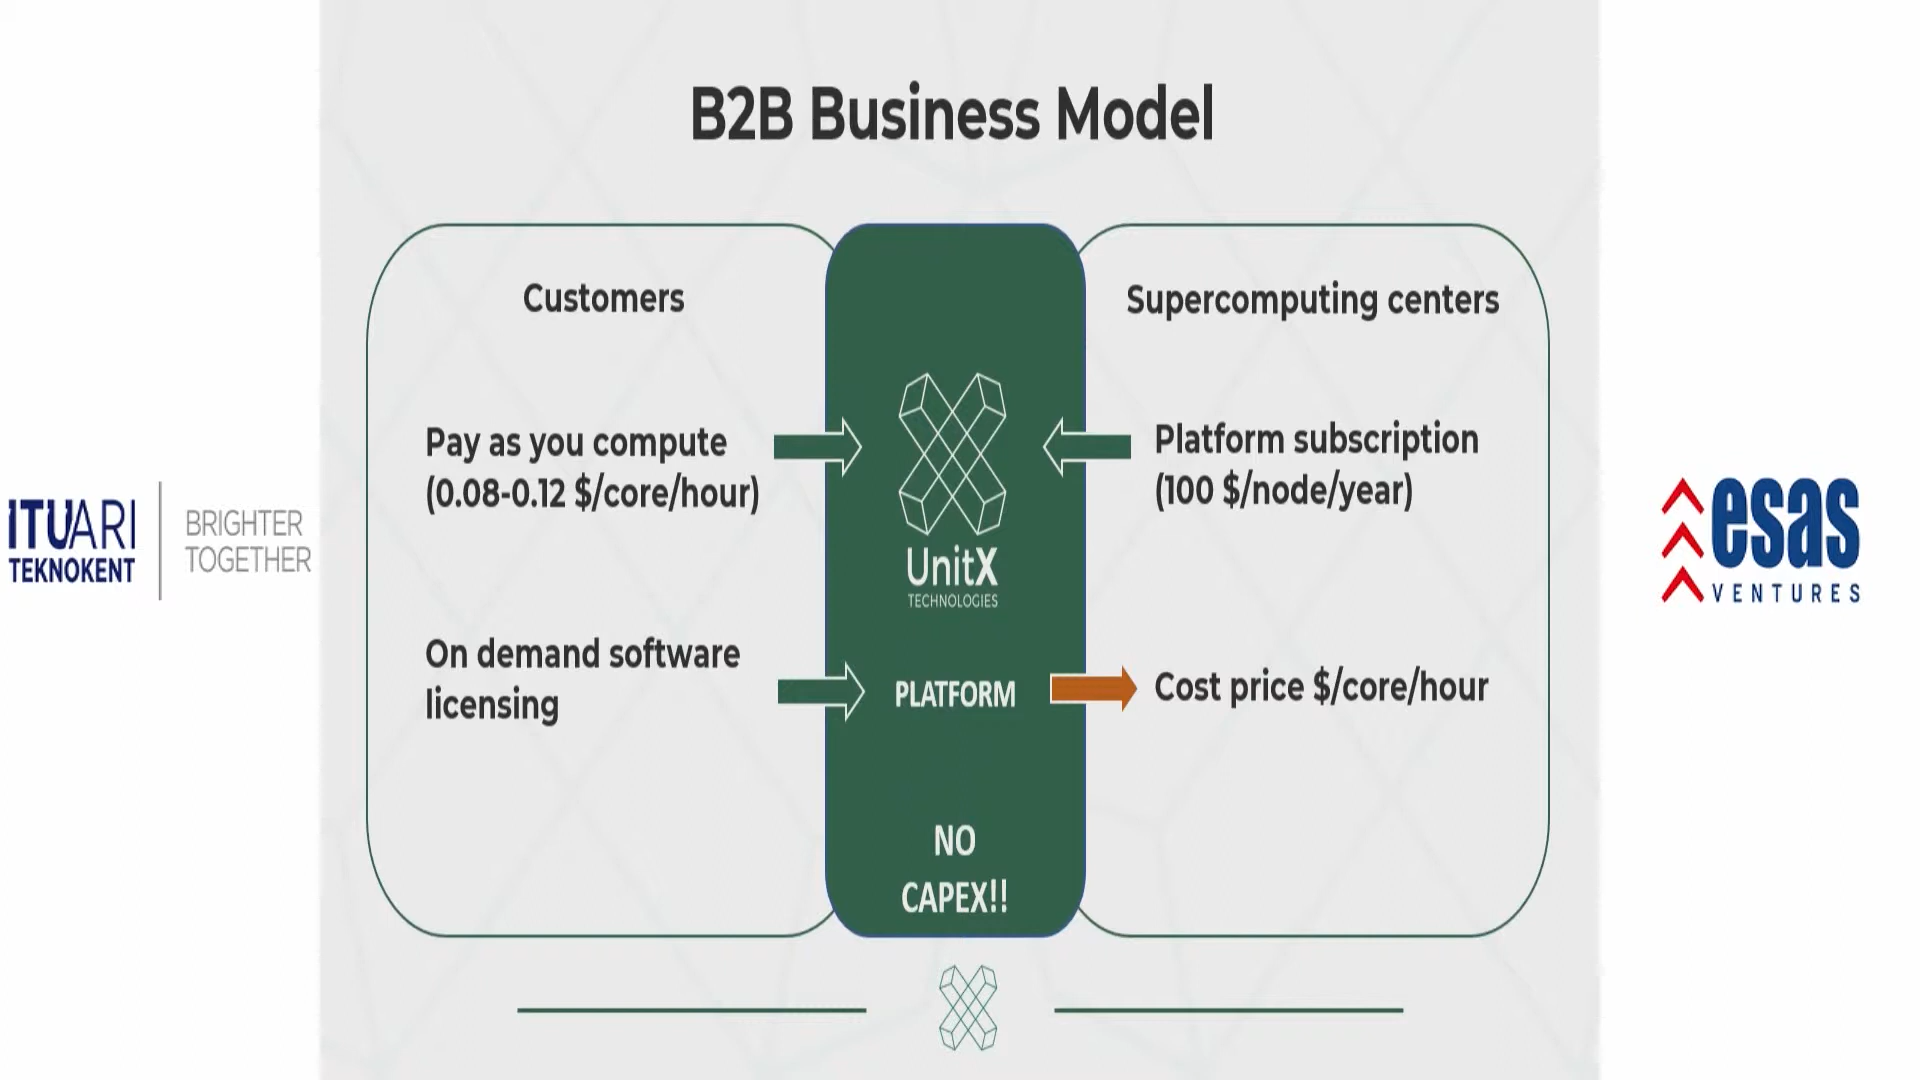 B2B Business Model
Customers
Pay as you compute
(0.08-0.12 $/core/hour)
On demand software
licensing
UnitX
TECHNOLOGIES
PLATFORM
NO
CAPEX!!
Supercomputing centers
Platform subscription
(100 $/node/year)
Cost price $/core/hour
ITUARI
TEKNOKENT
BRIGHTER
TOGETHER
esas
VENTURES